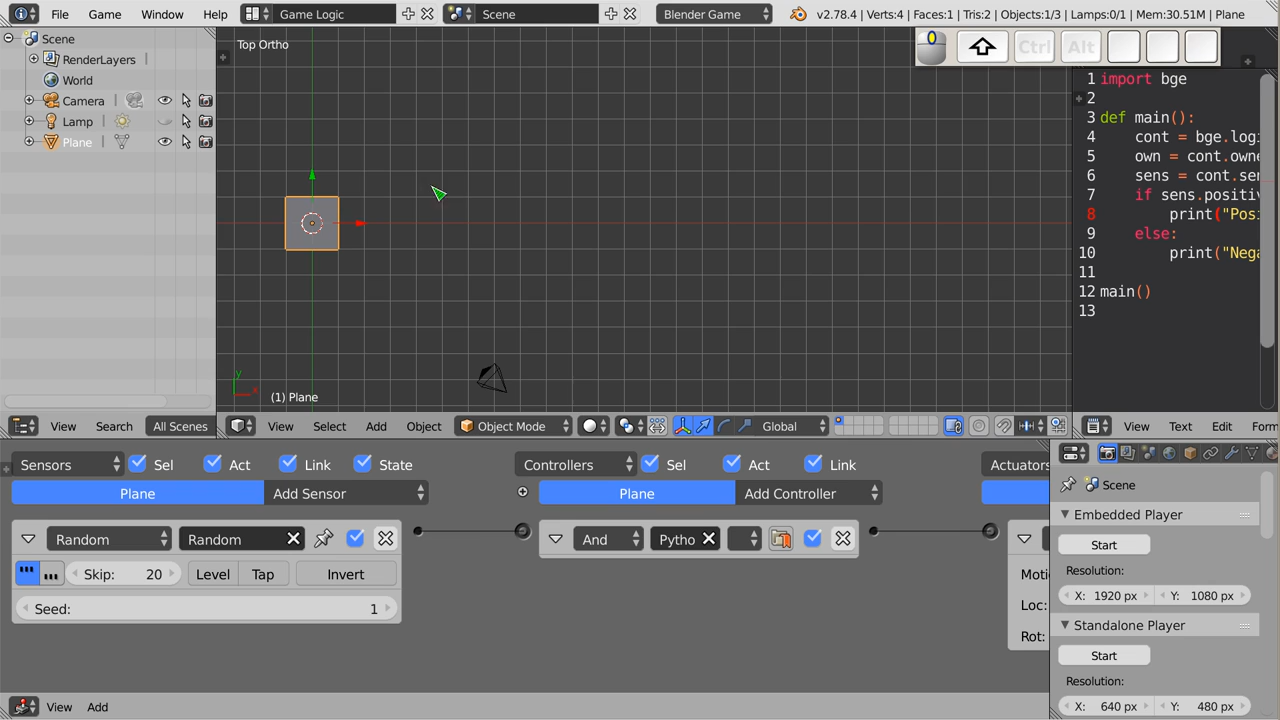 File Game Window Help Game Logic Scene Blender Game v2.78.4 | Verts:4 | Faces:1 | Tris:2 | Objects:1/3 | Lamps:0/1 | Mem:30.51M | Plane
Ctrl Alt
Scene
RenderLayers
World
Camera
Lamp
Plane
View Search All Scenes
Top Ortho
y
x
(1) Plane
View Select Add Object Object Mode Global
1 import bge
2
3 def main():
4 cont = bge.logi
5 own = cont.owne
6 sens = cont.sen
7 if sens.positiv
8 print("Pos
9 else:
10 print("Nega
11
12 main()
13
View Text Edit Form
Sensors Sel Act Link State
Plane Add Sensor
Random Random
Skip: 20 Level Tap Invert
Seed: 1
Controllers Sel Act Link
Plane Add Controller
And Pytho
Actuators
Moti
Loc:
Rot:
View Add
Scene
Embedded Player
Start
Resolution:
X: 1920 px Y: 1080 px
Standalone Player
Start
Resolution:
X: 640 px Y: 480 px